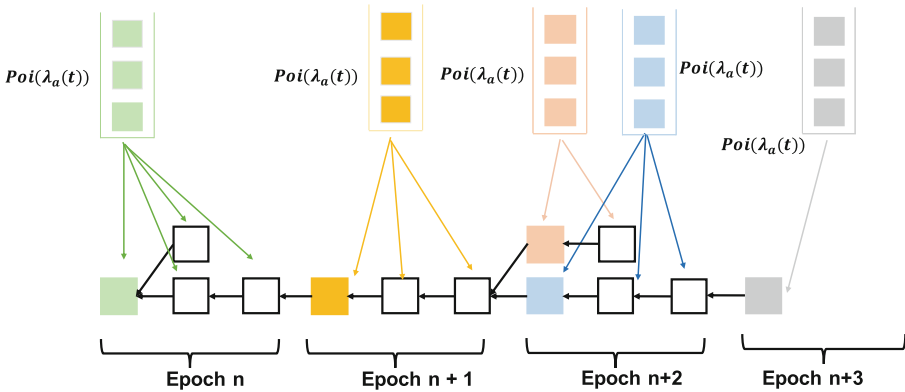 Poi(λₐ(t))
Poi(λₐ(t))
Poi(λₐ(t))
Poi(λₐ(t))
Poi(λₐ(t))
Epoch n
Epoch n + 1
Epoch n+2
Epoch n+3